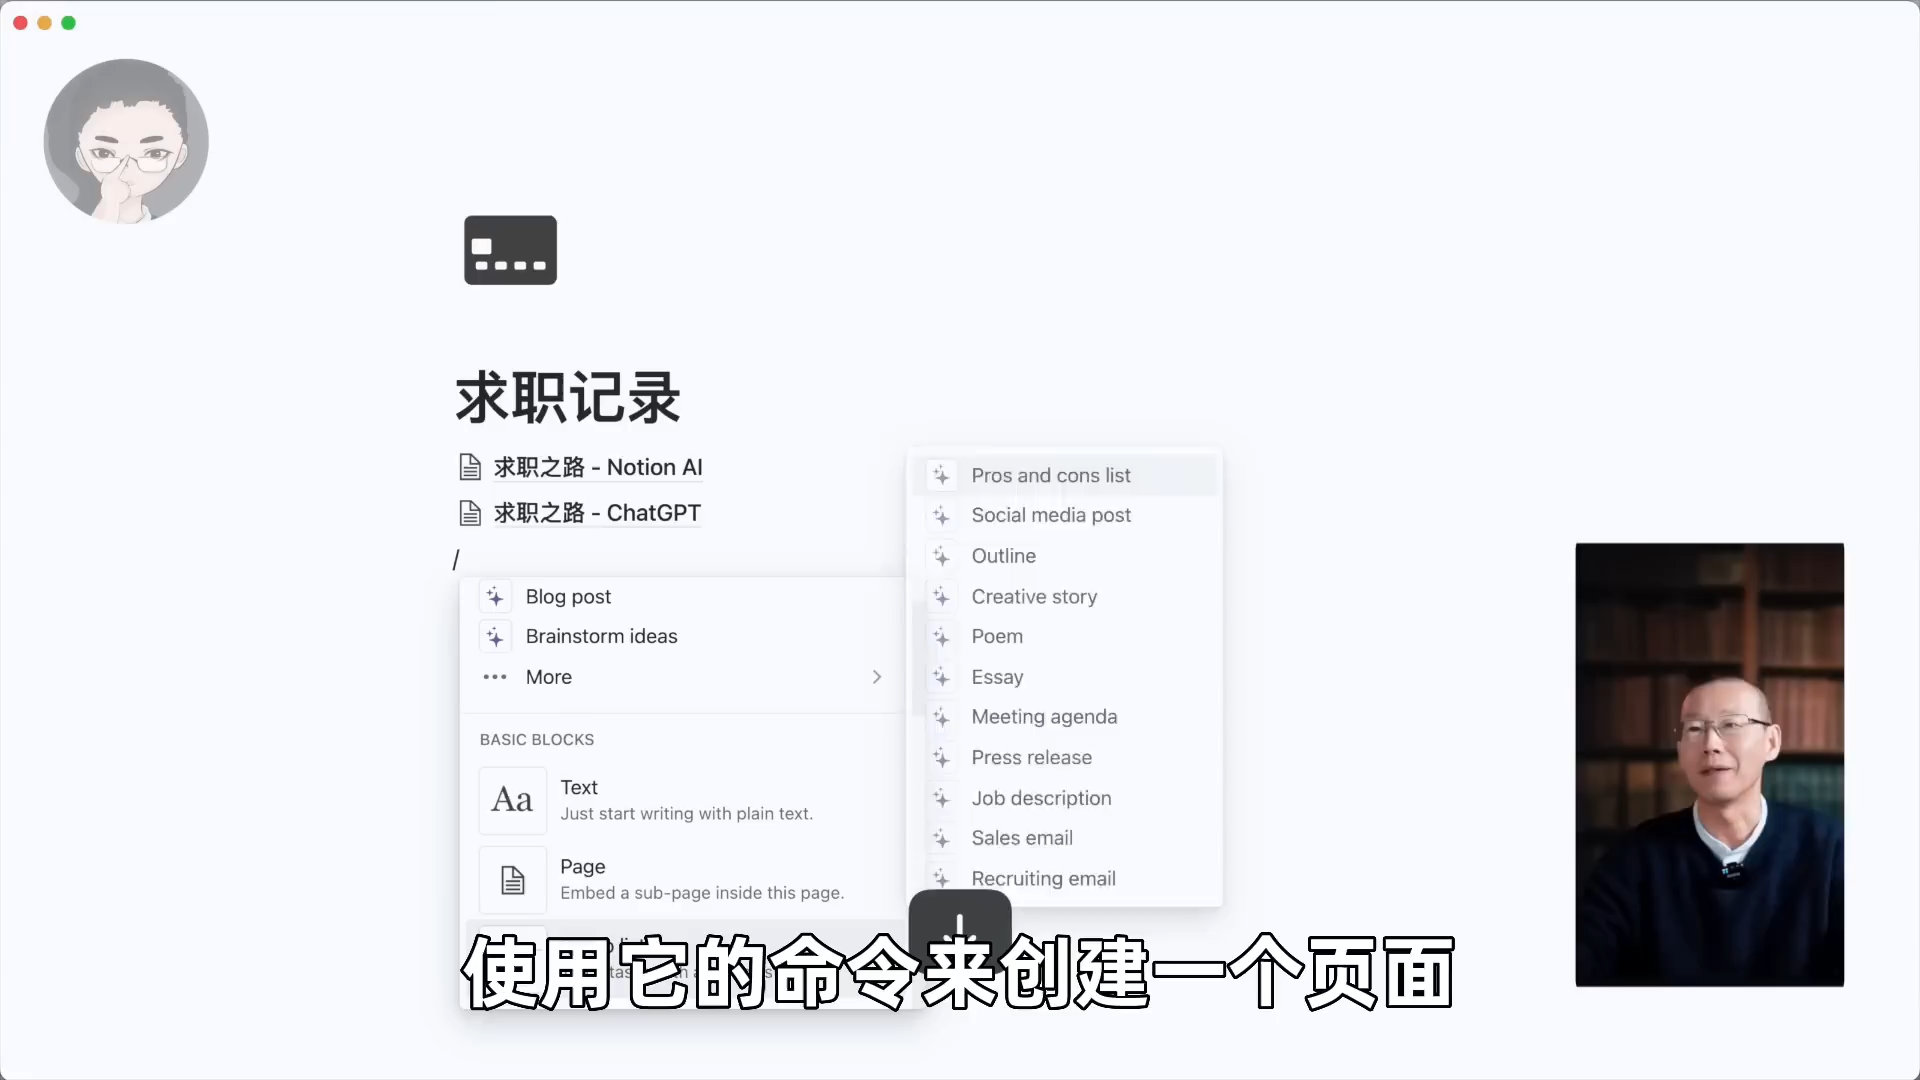 求职记录
求职之路 - Notion AI
求职之路 - ChatGPT
/
Blog post
Brainstorm ideas
More
BASIC BLOCKS
Aa
Text
Just start writing with plain text.
Page
Embed a sub-page inside this page.
Pros and cons list
Social media post
Outline
Creative story
Poem
Essay
Meeting agenda
Press release
Job description
Sales email
Recruiting email
使用它的命令来创建一个页面